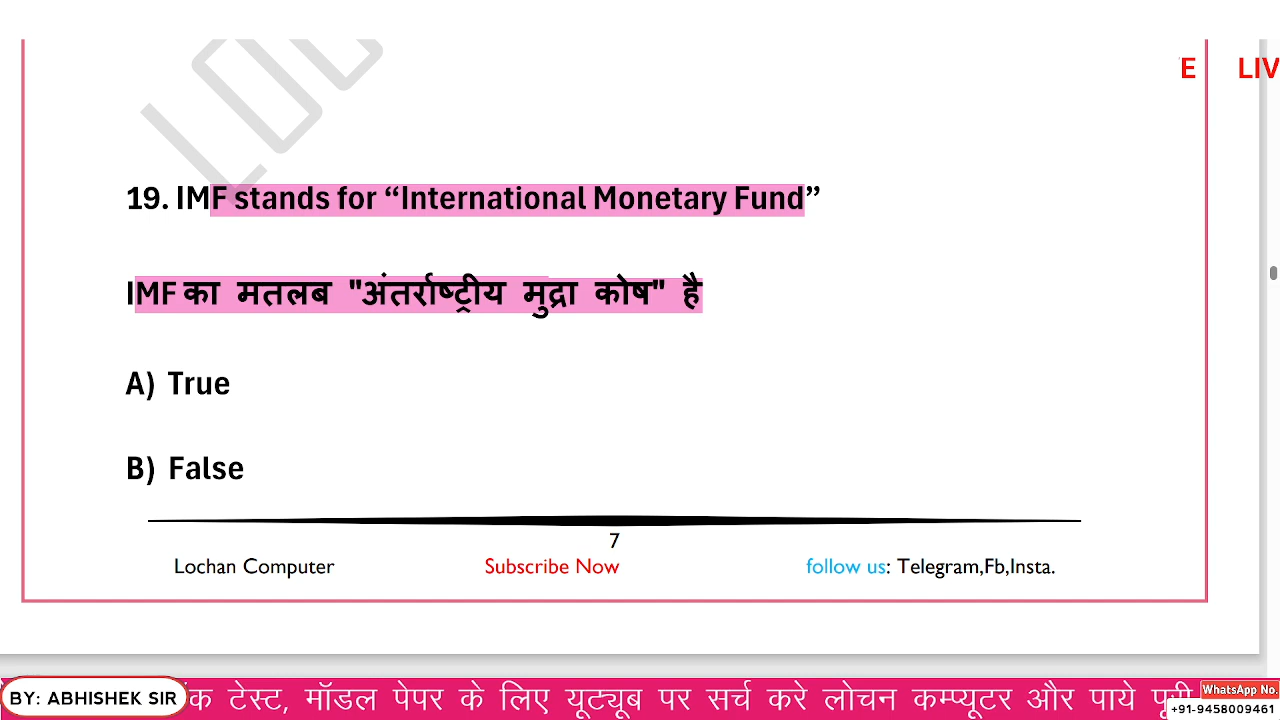 E LIV
19. IMF stands for “International Monetary Fund”
IMF का मतलब "अंतर्राष्ट्रीय मुद्रा कोष" है
A) True
B) False
7
Lochan Computer Subscribe Now follow us: Telegram,Fb,Insta.
BY: ABHISHEK SIR टेस्ट, मॉडल पेपर के लिए यूट्यूब पर सर्च करे लोचन कम्प्यूटर और पाये पूरी
WhatsApp No.
+91-9458009461